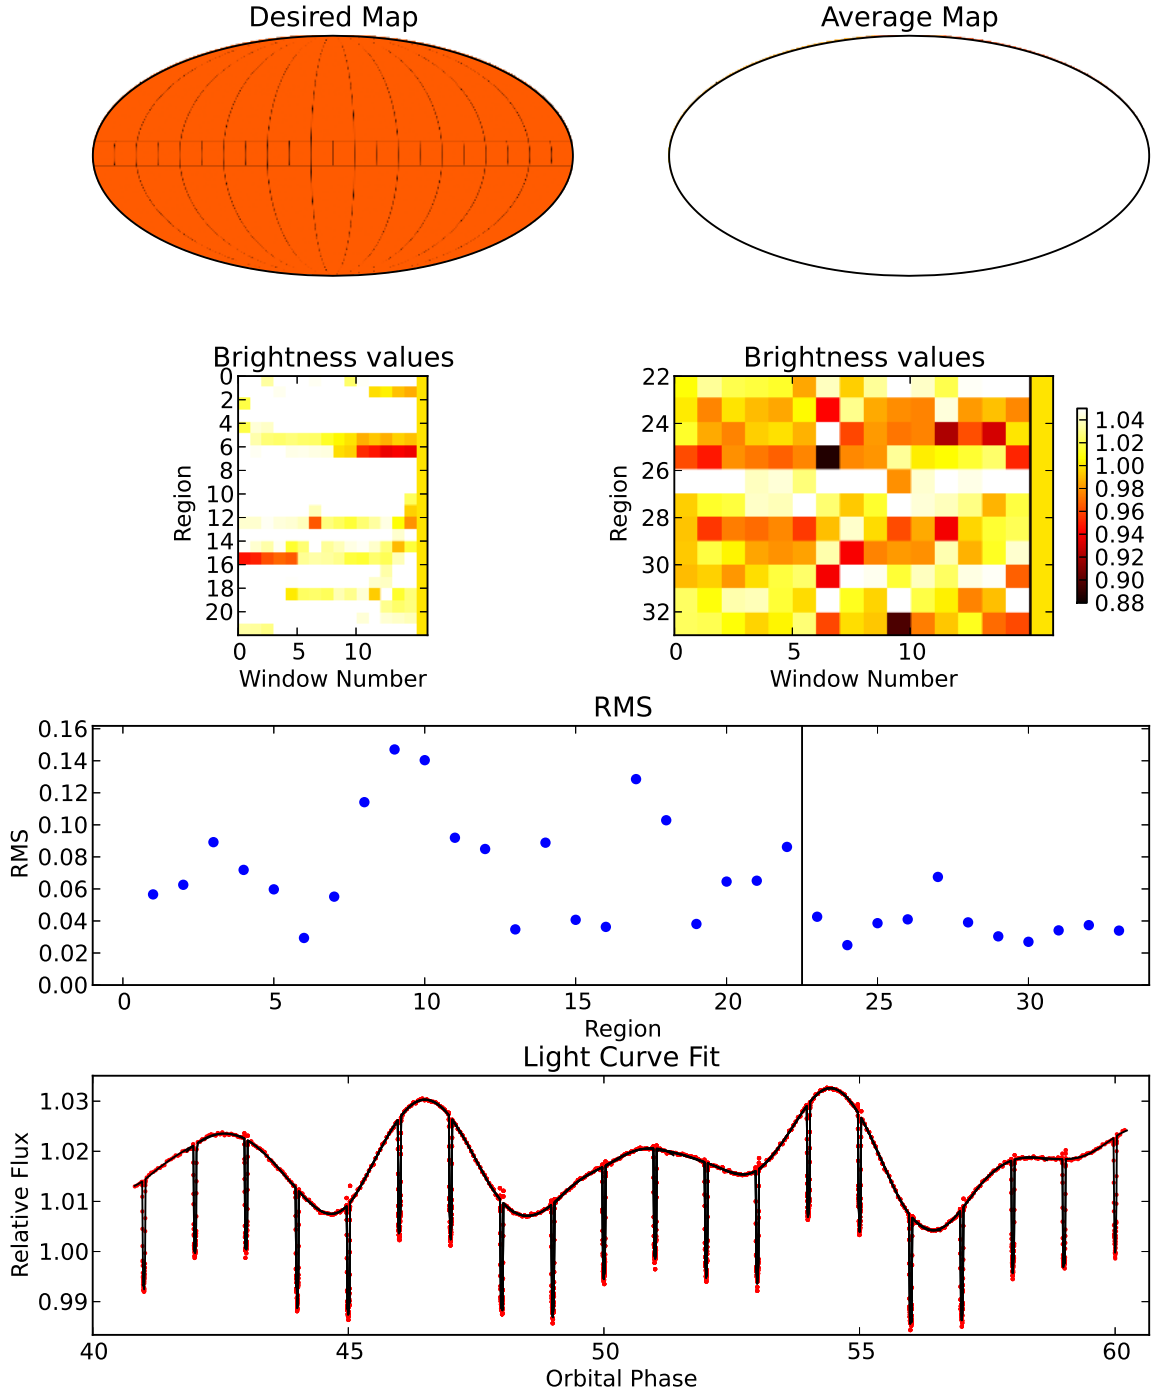 Desired Map
Average Map
Brightness values
0
2
4
6
8
10
12
14
16
18
20
Region
0 5 10
Window Number
Brightness values
22
24
26
28
30
32
Region
0 5 10
Window Number
1.04
1.02
1.00
0.98
0.96
0.94
0.92
0.90
0.88
RMS
0.16
0.14
0.12
0.10
0.08
0.06
0.04
0.02
0.00
RMS
0 5 10 15 20 25 30
Region
Light Curve Fit
1.03
1.02
1.01
1.00
0.99
Relative Flux
40 45 50 55 60
Orbital Phase